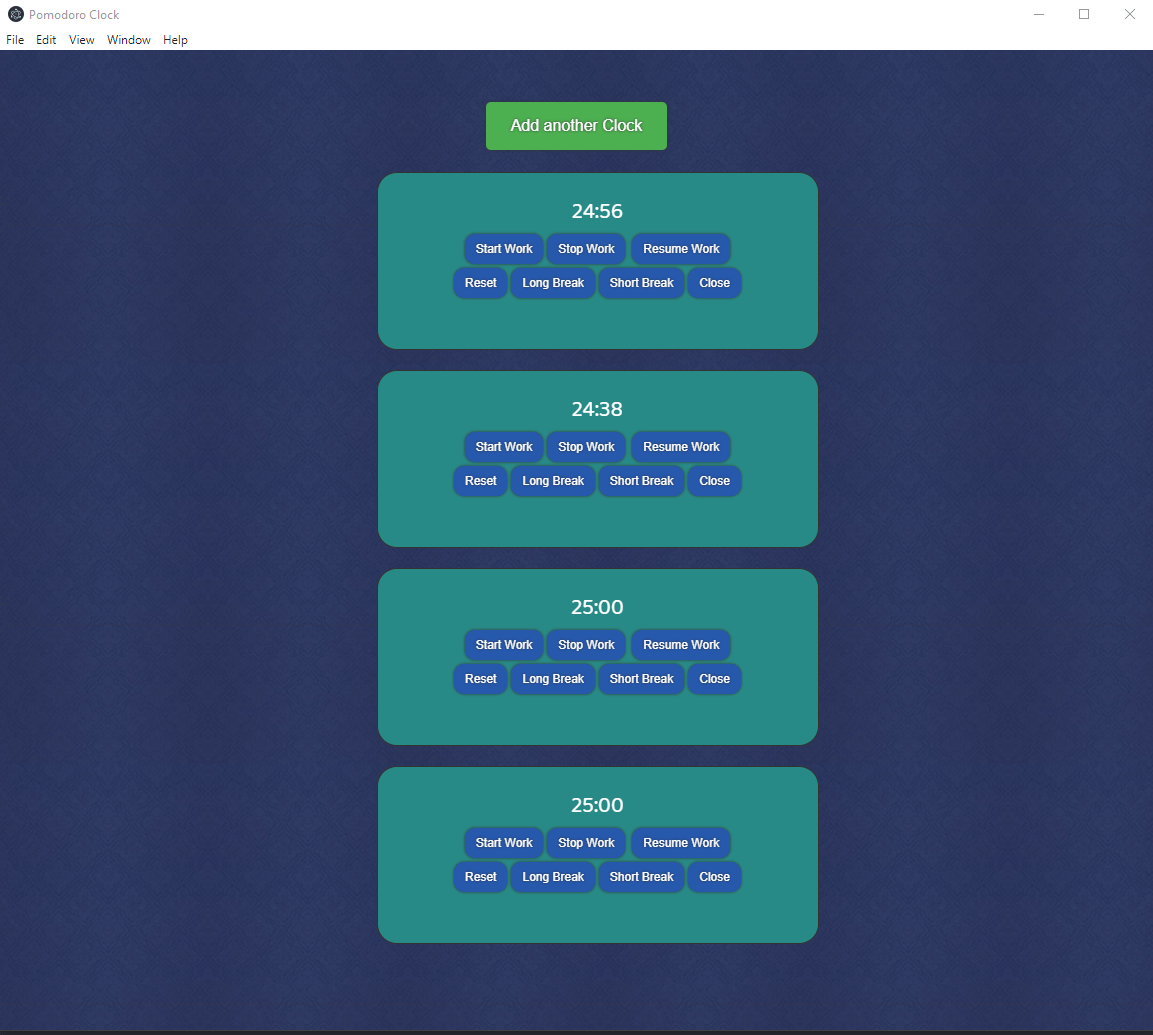 Pomodoro Clock
File Edit View Window Help
Add another Clock
24:56
Start Work Stop Work Resume Work
Reset Long Break Short Break Close
24:38
Start Work Stop Work Resume Work
Reset Long Break Short Break Close
25:00
Start Work Stop Work Resume Work
Reset Long Break Short Break Close
25:00
Start Work Stop Work Resume Work
Reset Long Break Short Break Close